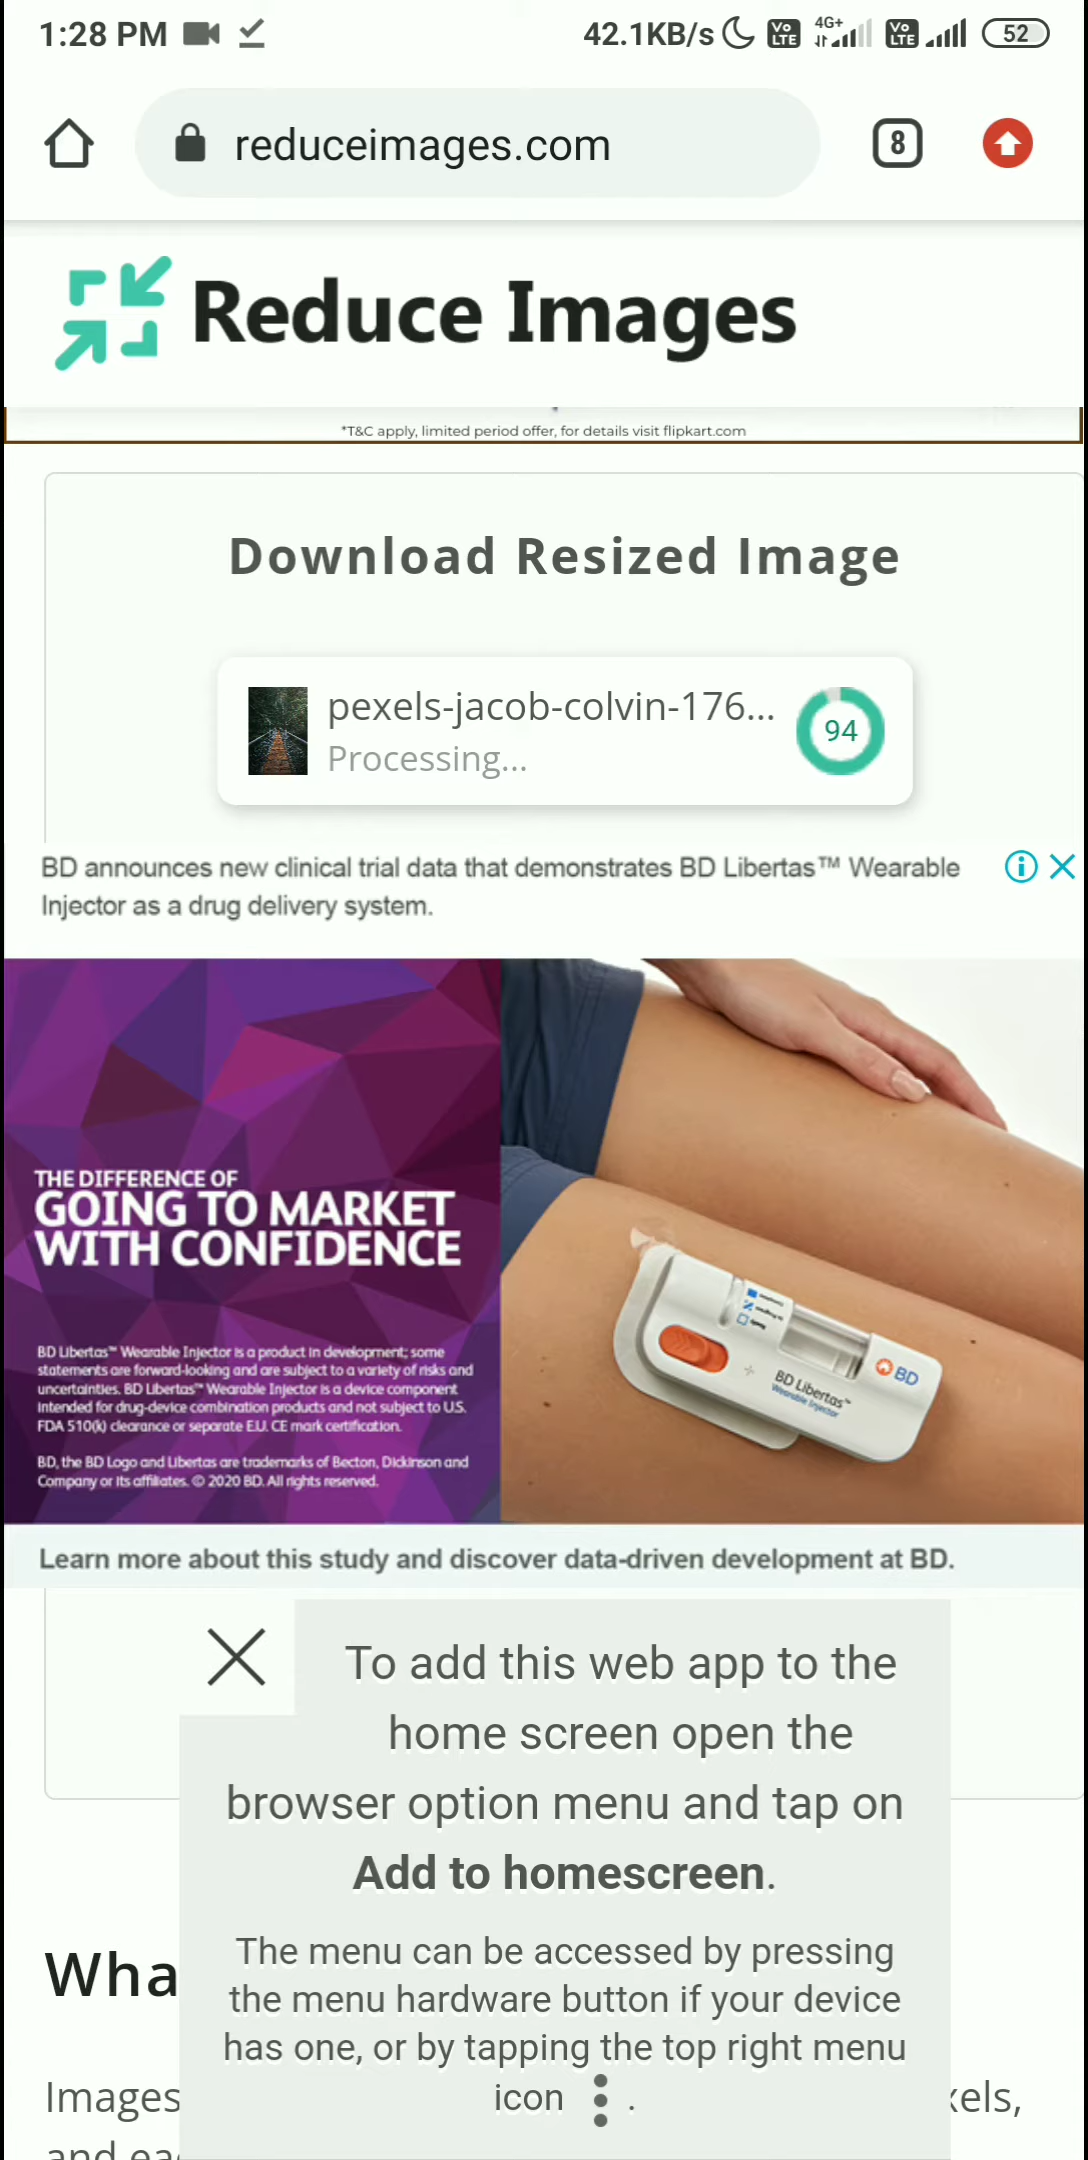 1:28 PM
42.1KB/s
Vo LTE
4G+
Vo LTE
52
reduceimages.com
8
Reduce Images
*T&C apply, limited period offer, for details visit flipkart.com
Download Resized Image
pexels-jacob-colvin-176...
94
Processing...
BD announces new clinical trial data that demonstrates BD Libertas™ Wearable
Injector as a drug delivery system.
THE DIFFERENCE OF
GOING TO MARKET
WITH CONFIDENCE
BD Libertas™ Wearable Injector is a product in development; some
statements are forward-looking and are subject to a variety of risks and
uncertainties. BD Libertas™ Wearable Injector is a device component
intended for drug-device combination products and not subject to U.S.
FDA 510(k) clearance or separate E.U. CE mark certification.
BD, the BD Logo and Libertas are trademarks of Becton, Dickinson and
Company or its affiliates. © 2020 BD. All rights reserved.
BD Libertas™
Wearable Injector
BD
Learn more about this study and discover data-driven development at BD.
To add this web app to the
home screen open the
browser option menu and tap on
Add to homescreen.
The menu can be accessed by pressing
the menu hardware button if your device
has one, or by tapping the top right menu
icon .
Wha
Images
xels,
and ea